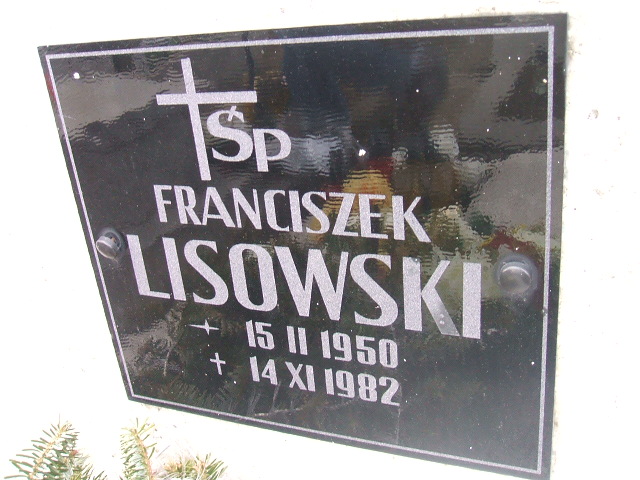 ŚP
FRANCISZEK
LISOWSKI
15 II 1950
14 XI 1982